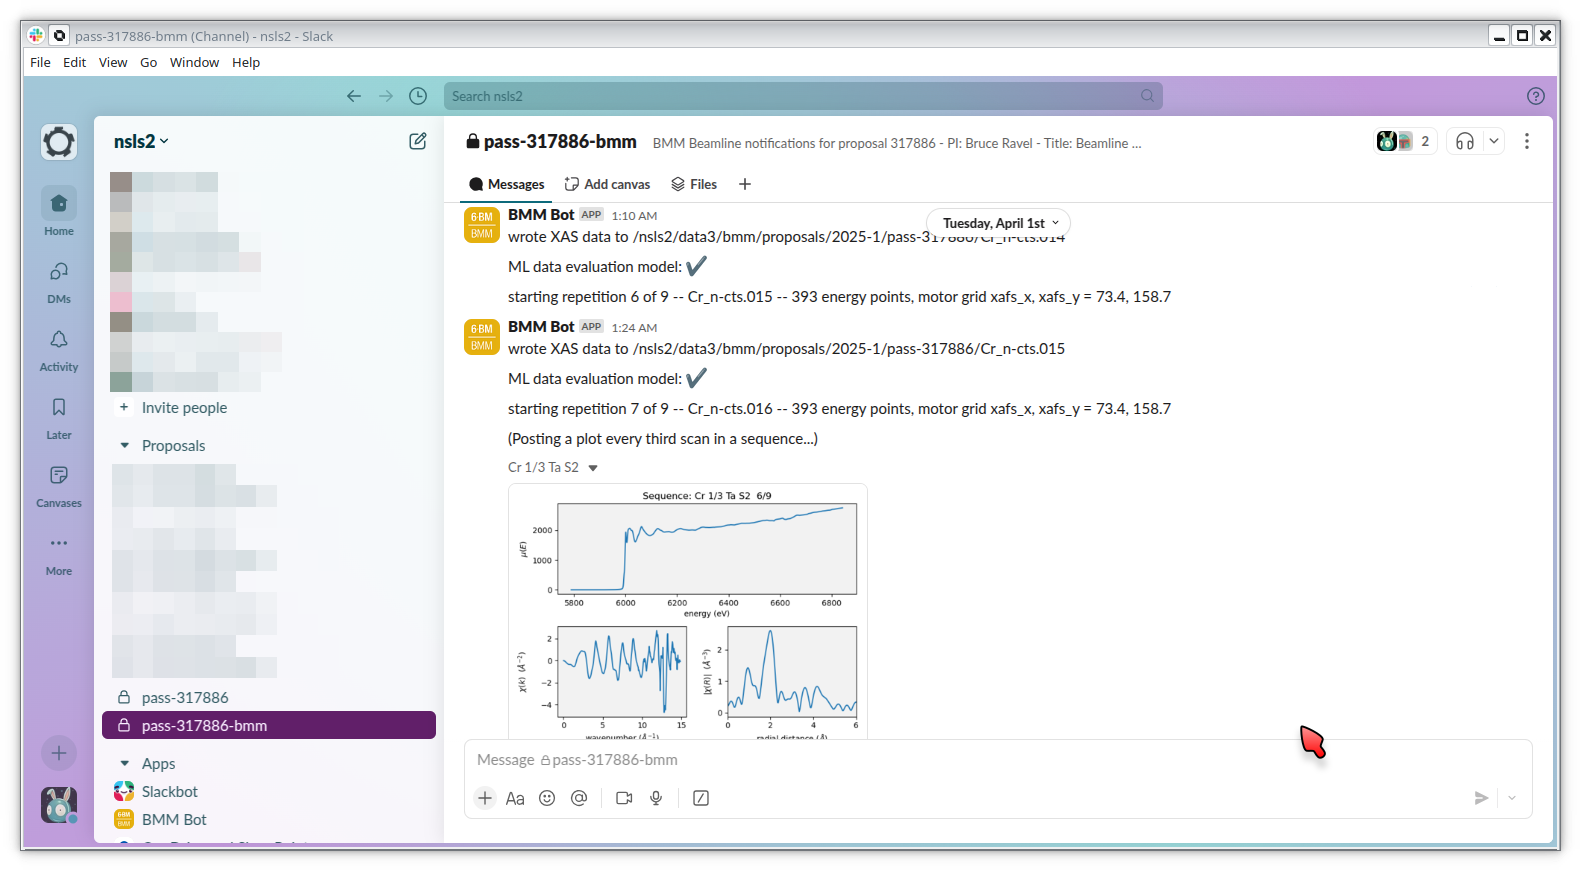 pass-317886-bmm (Channel) - nsls2 - Slack
File Edit View Go Window Help
Search nsls2
nsls2
Home
DMs
Activity
Later
Canvases
More
Invite people
Proposals
pass-317886
pass-317886-bmm
Apps
Slackbot
BMM Bot
pass-317886-bmm BMM Beamline notifications for proposal 317886 - PI: Bruce Ravel - Title: Beamline ... 2
Messages Add canvas Files
Tuesday, April 1st
6-BM
BMM
BMM Bot APP 1:10 AM
wrote XAS data to /nsls2/data3/bmm/proposals/2025-1/pass-317886/Cr_n-cts.014
ML data evaluation model: ✔
starting repetition 6 of 9 -- Cr_n-cts.015 -- 393 energy points, motor grid xafs_x, xafs_y = 73.4, 158.7
6-BM
BMM
BMM Bot APP 1:24 AM
wrote XAS data to /nsls2/data3/bmm/proposals/2025-1/pass-317886/Cr_n-cts.015
ML data evaluation model: ✔
starting repetition 7 of 9 -- Cr_n-cts.016 -- 393 energy points, motor grid xafs_x, xafs_y = 73.4, 158.7
(Posting a plot every third scan in a sequence...)
Cr 1/3 Ta S2
Sequence: Cr 1/3 Ta S2 6/9
μ(E)
2000
1000
0
5800 6000 6200 6400 6600 6800
energy (eV)
χ(k) (Å⁻²)
2
0
−2
−4
0 5 10 15
wavenumber (Å⁻¹)
|χ(R)| (Å⁻³)
2
1
0
0 2 4 6
radial distance (Å)
Message pass-317886-bmm
Aa